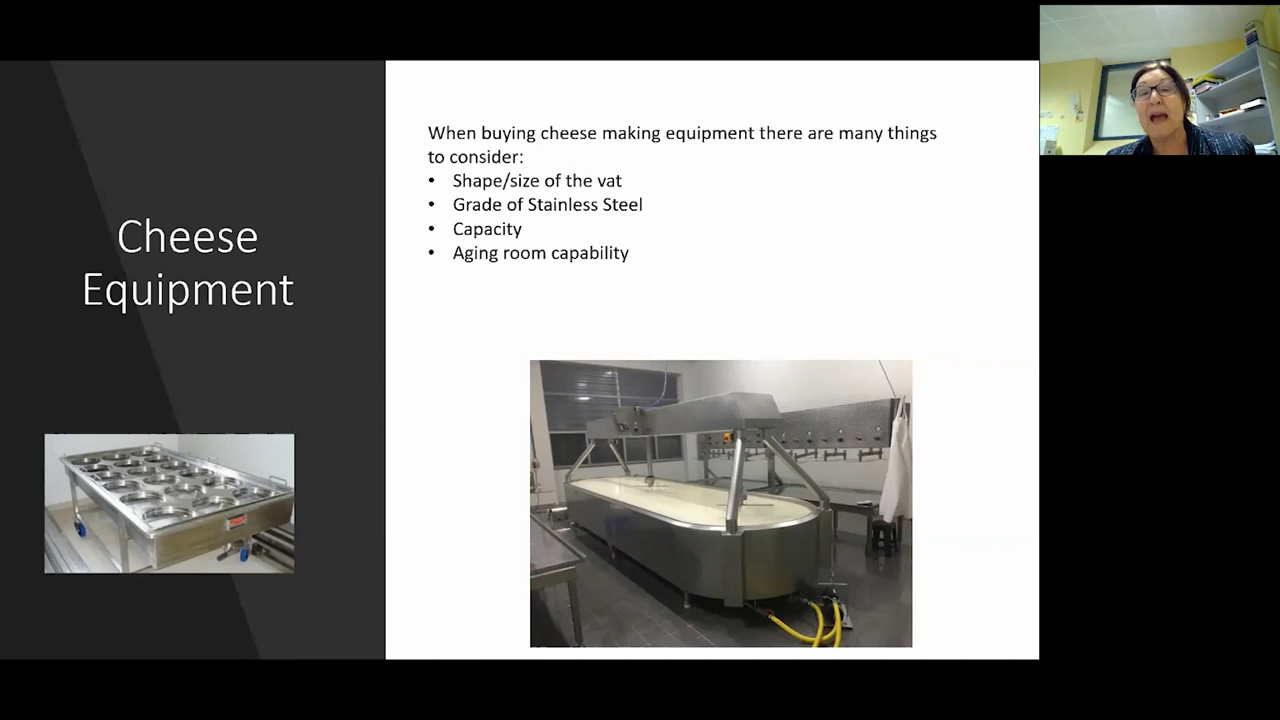 Cheese
Equipment
When buying cheese making equipment there are many things
to consider:
• Shape/size of the vat
• Grade of Stainless Steel
• Capacity
• Aging room capability